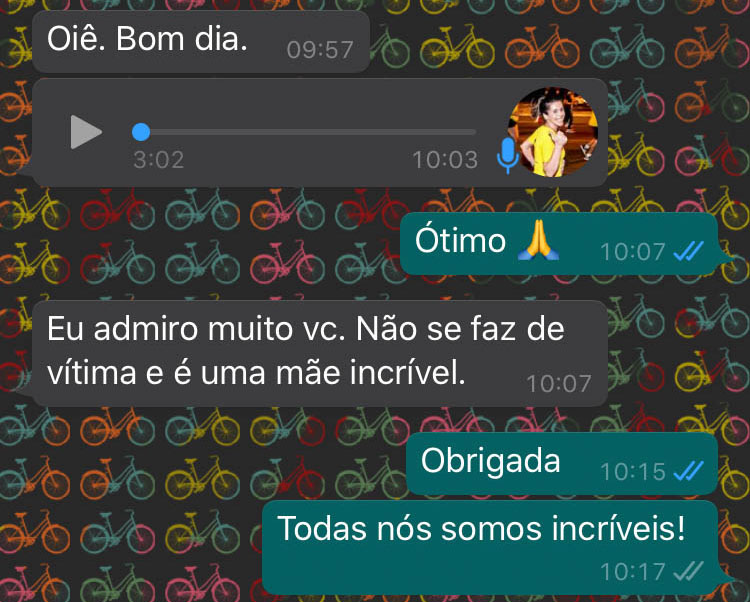 Oiê. Bom dia. 09:57
3:02 10:03
Ótimo 🙏 10:07
Eu admiro muito vc. Não se faz de
vítima e é uma mãe incrível. 10:07
Obrigada 10:15
Todas nós somos incríveis!
10:17